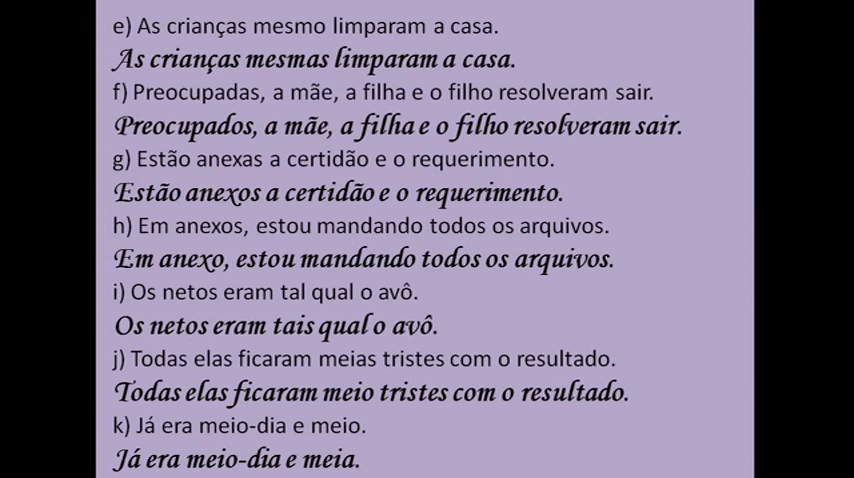 e) As crianças mesmo limparam a casa.
As crianças mesmas limparam a casa.
f) Preocupadas, a mãe, a filha e o filho resolveram sair.
Preocupados, a mãe, a filha e o filho resolveram sair.
g) Estão anexas a certidão e o requerimento.
Estão anexos a certidão e o requerimento.
h) Em anexos, estou mandando todos os arquivos.
Em anexo, estou mandando todos os arquivos.
i) Os netos eram tal qual o avô.
Os netos eram tais qual o avô.
j) Todas elas ficaram meias tristes com o resultado.
Todas elas ficaram meio tristes com o resultado.
k) Já era meio-dia e meio.
Já era meio-dia e meia.